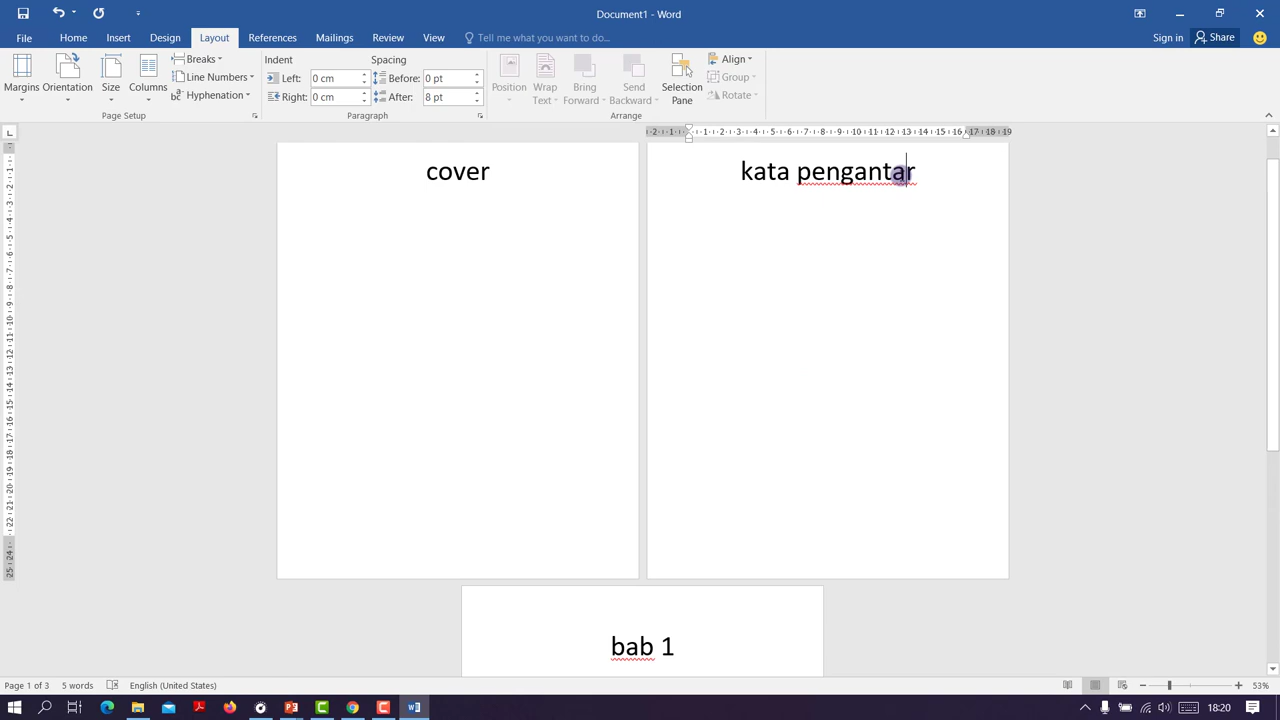 Document1 - Word
Sign in
Share
File
Home
Insert
Design
Layout
References
Mailings
Review
View
Tell me what you want to do...
Margins
Orientation
Size
Columns
Breaks
Line Numbers
Hyphenation
Page Setup
Indent
Left: 0 cm
Right: 0 cm
Spacing
Before: 0 pt
After: 8 pt
Paragraph
Position
Wrap Text
Bring Forward
Send Backward
Selection Pane
Align
Group
Rotate
Arrange
cover
kata pengantar
bab 1
Page 1 of 3
5 words
English (United States)
53%
18:20